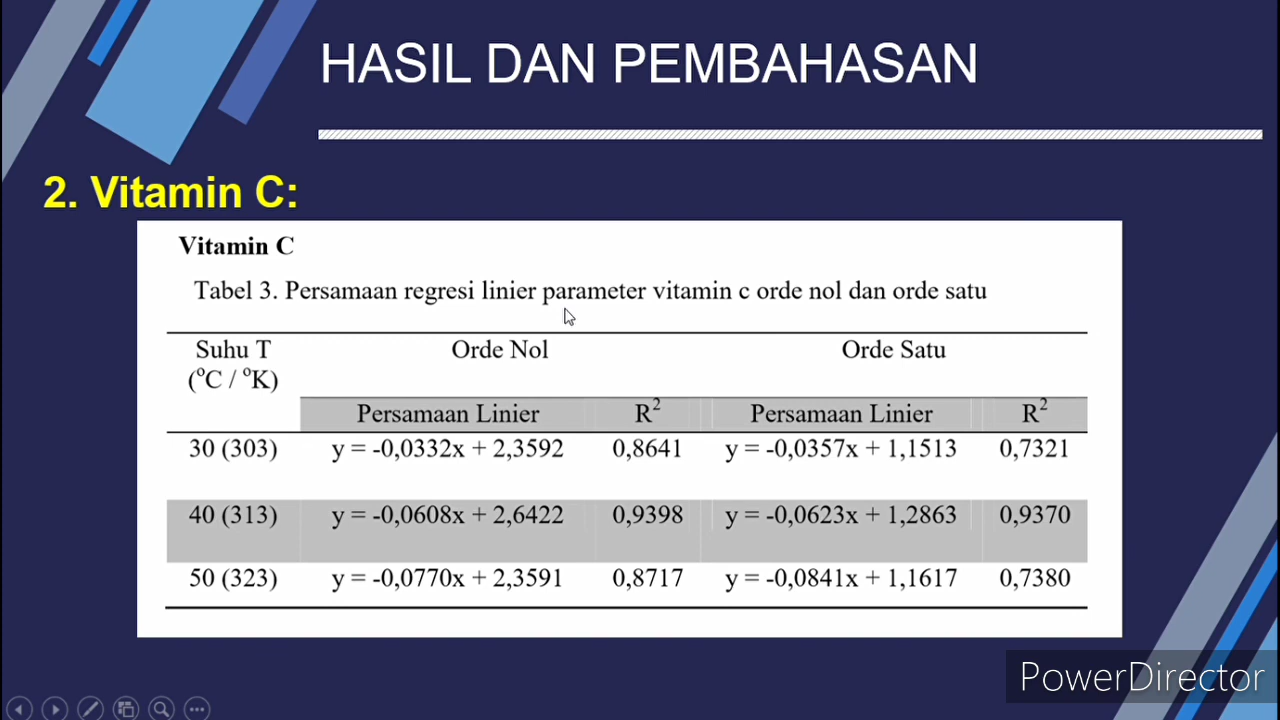 HASIL DAN PEMBAHASAN
2. Vitamin C:
Vitamin C
Tabel 3. Persamaan regresi linier parameter vitamin c orde nol dan orde satu
Suhu T Orde Nol Orde Satu
(°C / °K)
Persamaan Linier R² Persamaan Linier R²
30 (303) y = -0,0332x + 2,3592 0,8641 y = -0,0357x + 1,1513 0,7321
40 (313) y = -0,0608x + 2,6422 0,9398 y = -0,0623x + 1,2863 0,9370
50 (323) y = -0,0770x + 2,3591 0,8717 y = -0,0841x + 1,1617 0,7380
PowerDirector